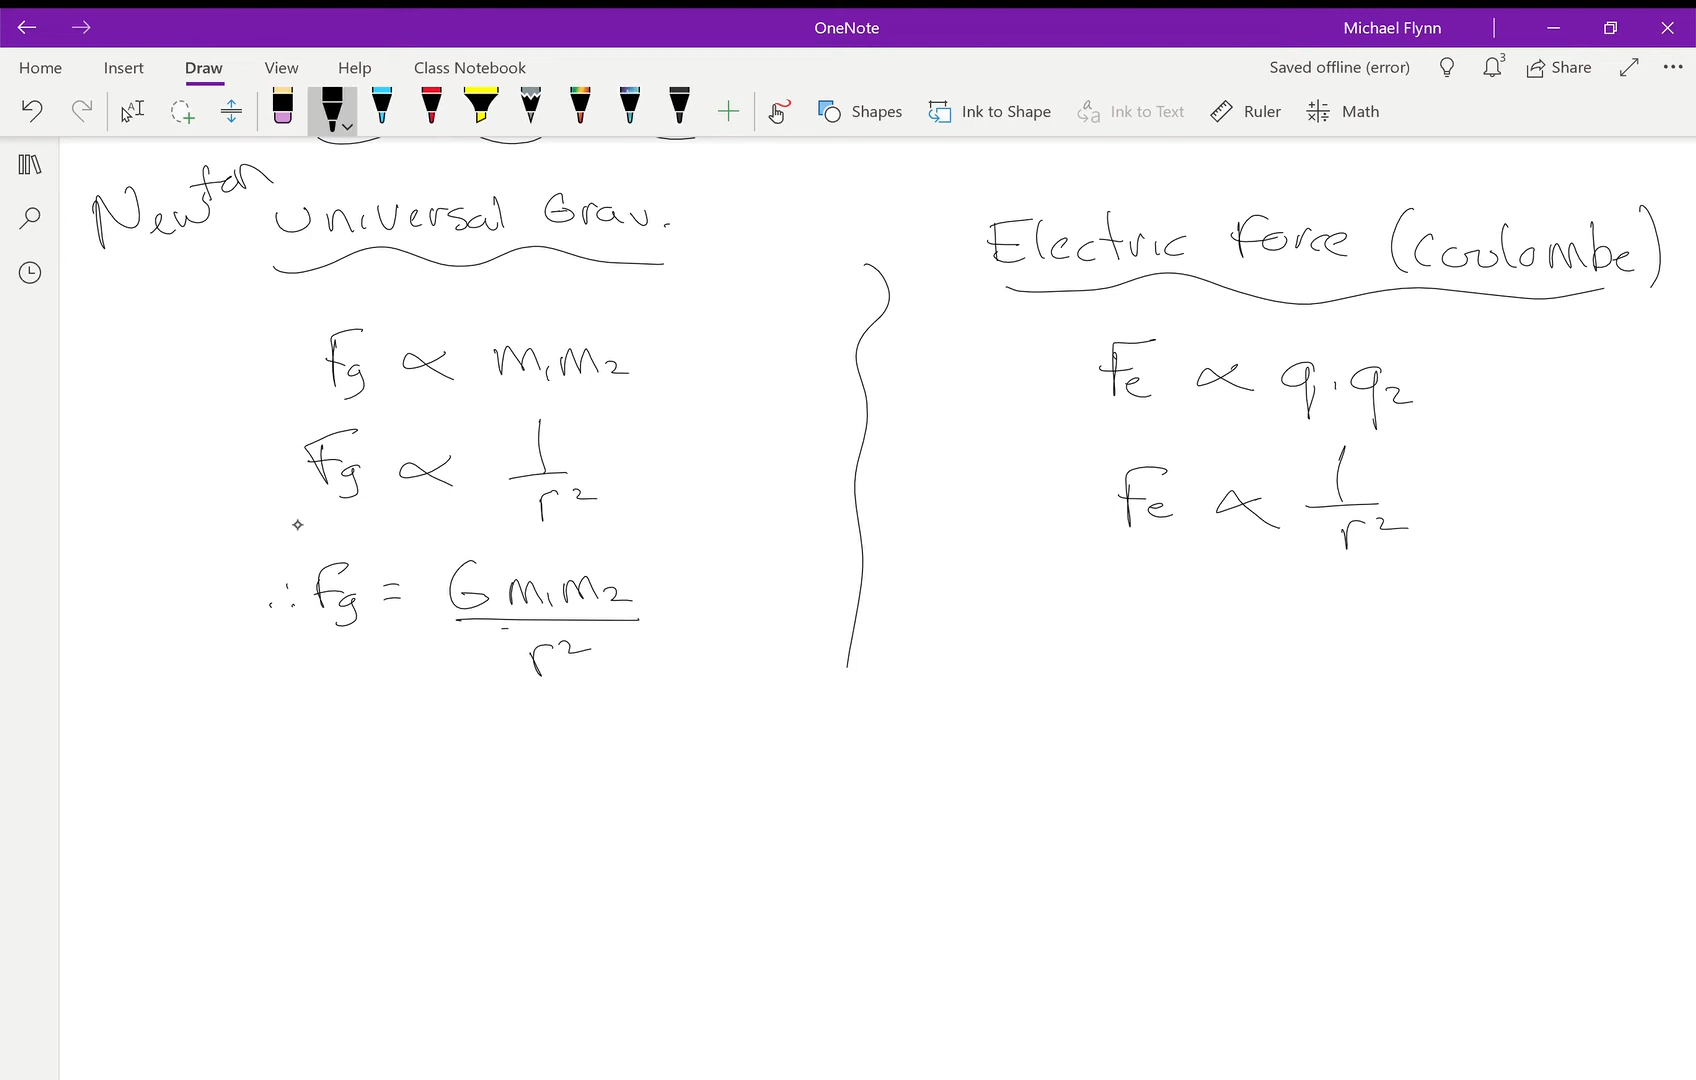 OneNote
Michael Flynn
Home Insert Draw View Help Class Notebook
Saved offline (error)
3
Share
Shapes
Ink to Shape
Ink to Text
Ruler
Math
Newton Universal Grav.
Fg ∝ m₁m₂
Fg ∝ 1/r²
∴ Fg = G m₁m₂/r²
Electric Force (Coulombe)
Fe ∝ q₁ q₂
Fe ∝ 1/r²